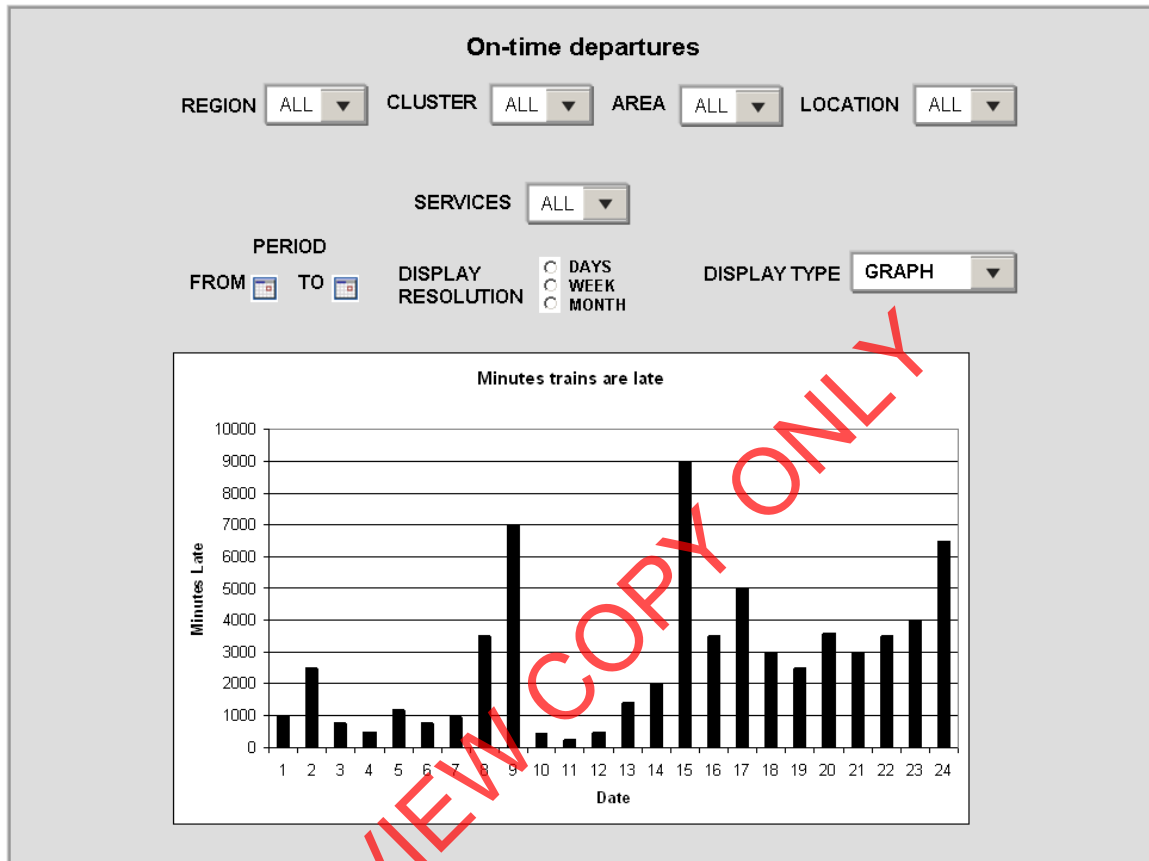 On-time departures
REGION ALL CLUSTER ALL AREA ALL LOCATION ALL
SERVICES ALL
PERIOD
FROM TO
DISPLAY RESOLUTION
DAYS
WEEK
MONTH
DISPLAY TYPE GRAPH
Minutes trains are late
10000
9000
8000
7000
6000
5000
4000
3000
2000
1000
0
Minutes Late
1 2 3 4 5 6 7 8 9 10 11 12 13 14 15 16 17 18 19 20 21 22 23 24
Date
VIEW COPY ONLY